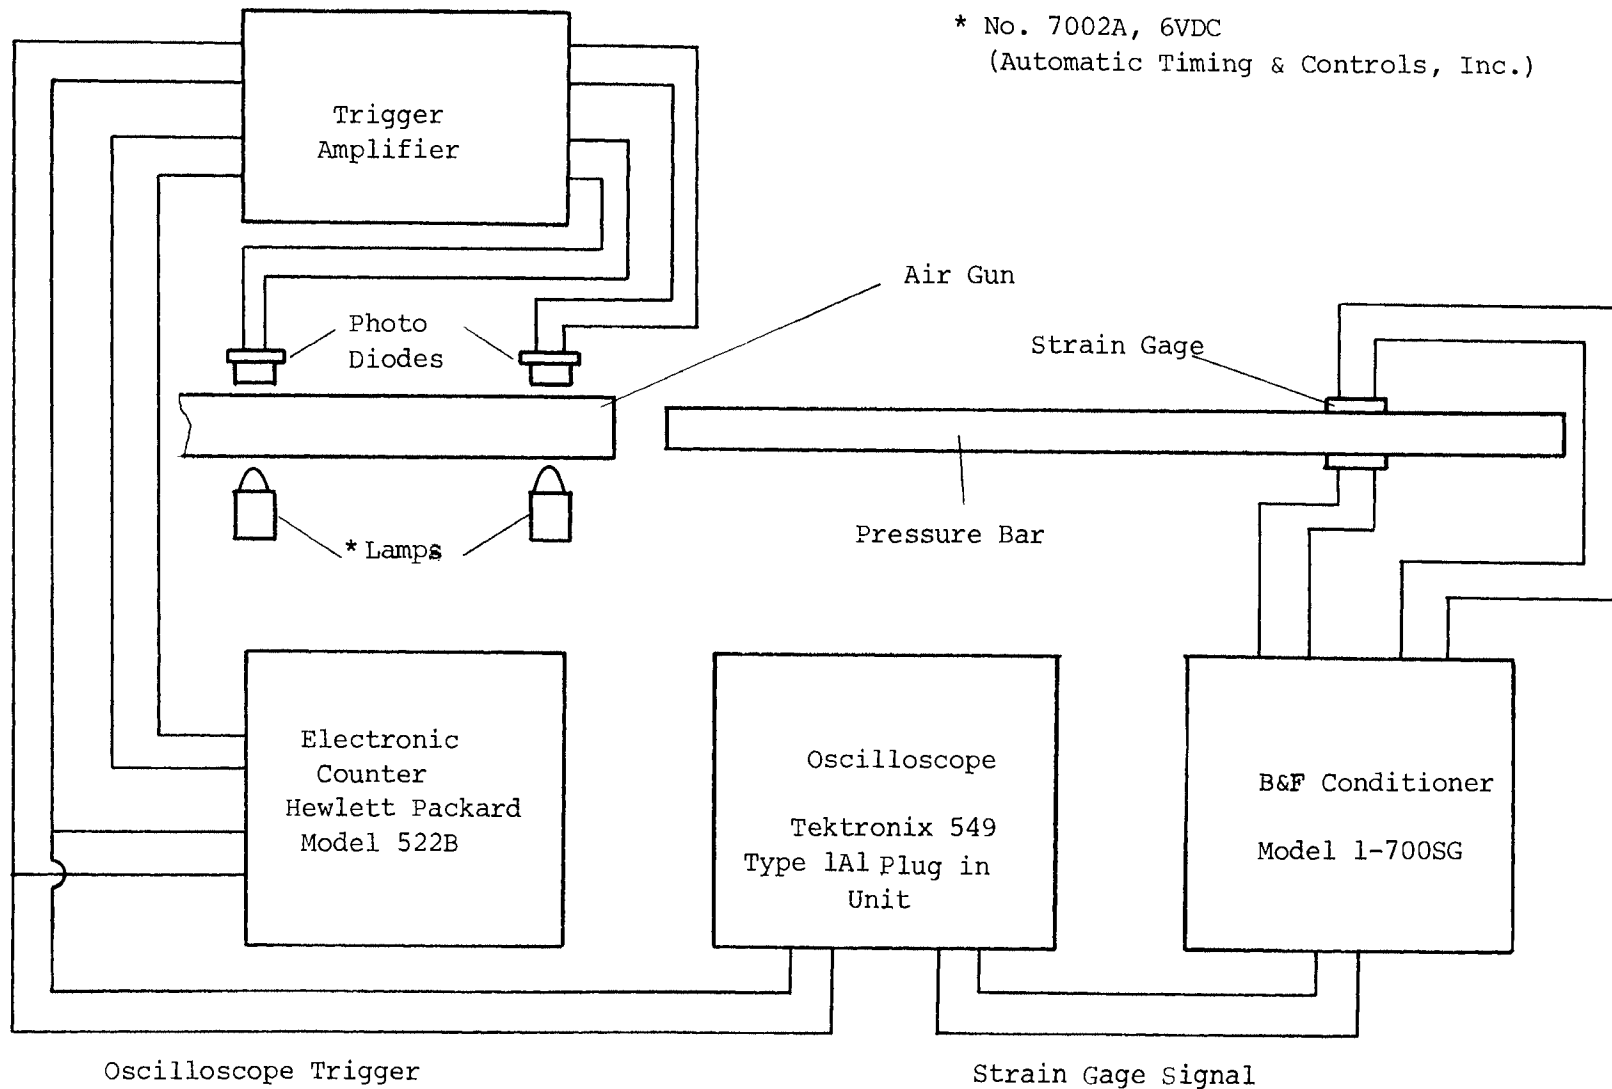 * No. 7002A, 6VDC
(Automatic Timing & Controls, Inc.)
Trigger
Amplifier
Air Gun
Photo
Diodes
Strain Gage
Pressure Bar
* Lamps
Electronic
Counter
Hewlett Packard
Model 522B
Oscilloscope
Tektronix 549
Type 1A1 Plug in
Unit
B&F Conditioner
Model 1-700SG
Oscilloscope Trigger
Strain Gage Signal